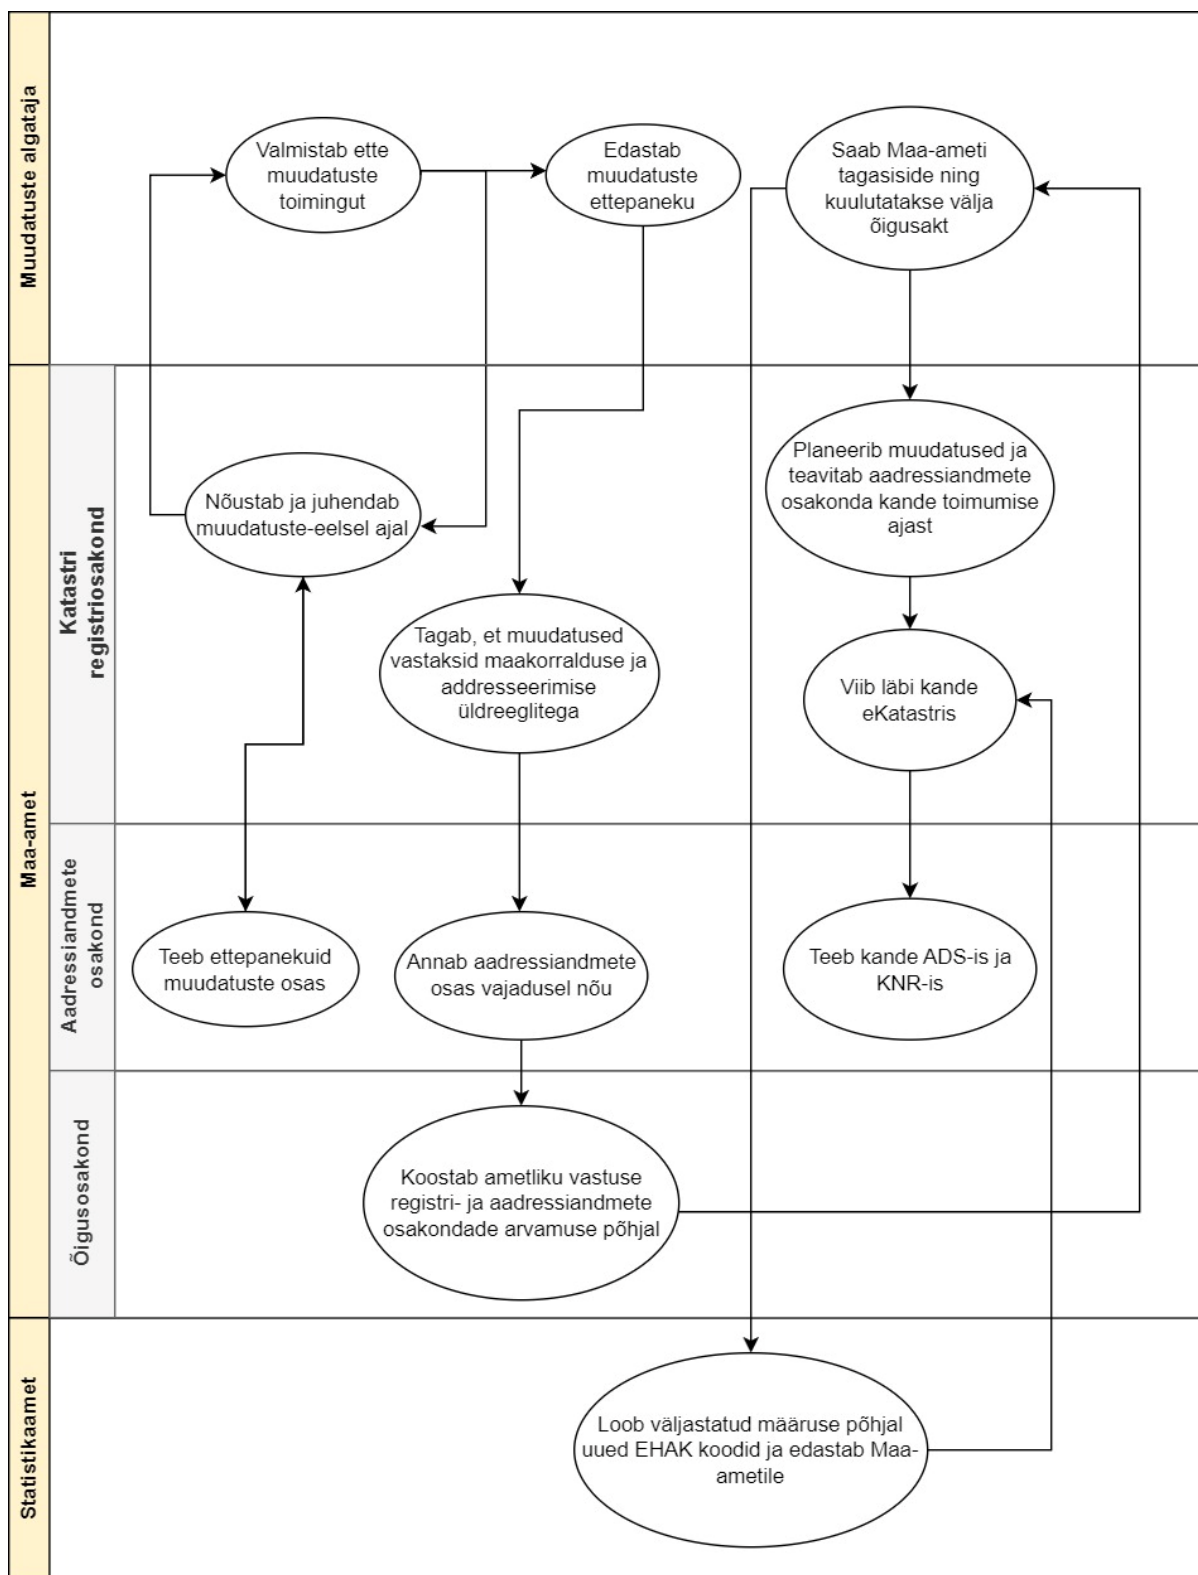 Muudatuste algataja
Valmistab ette
muudatuste
toimingut
Edastab
muudatuste
ettepaneku
Saab Maa-ameti
tagasiside ning
kuulutatakse välja
õigusakt
Maa-amet
Katastri
registriosakond
Nõustab ja juhendab
muudatuste-eelsel ajal
Planeerib muudatused ja
teavitab aadressiandmete
osakonda kande toimumise
ajast
Tagab, et muudatused
vastaksid maakorralduse ja
addresseerimise
üldreeglitega
Viib läbi kande
eKatastris
Aadressiandmete
osakond
Teeb ettepanekuid
muudatuste osas
Annab aadressiandmete
osas vajadusel nõu
Teeb kande ADS-is ja
KNR-is
Õigusosakond
Koostab ametliku vastuse
registri- ja aadressiandmete
osakondade arvamuse põhjal
Statistikaamet
Loob väljastatud määruse põhjal
uued EHAK koodid ja edastab Maa-
ametile